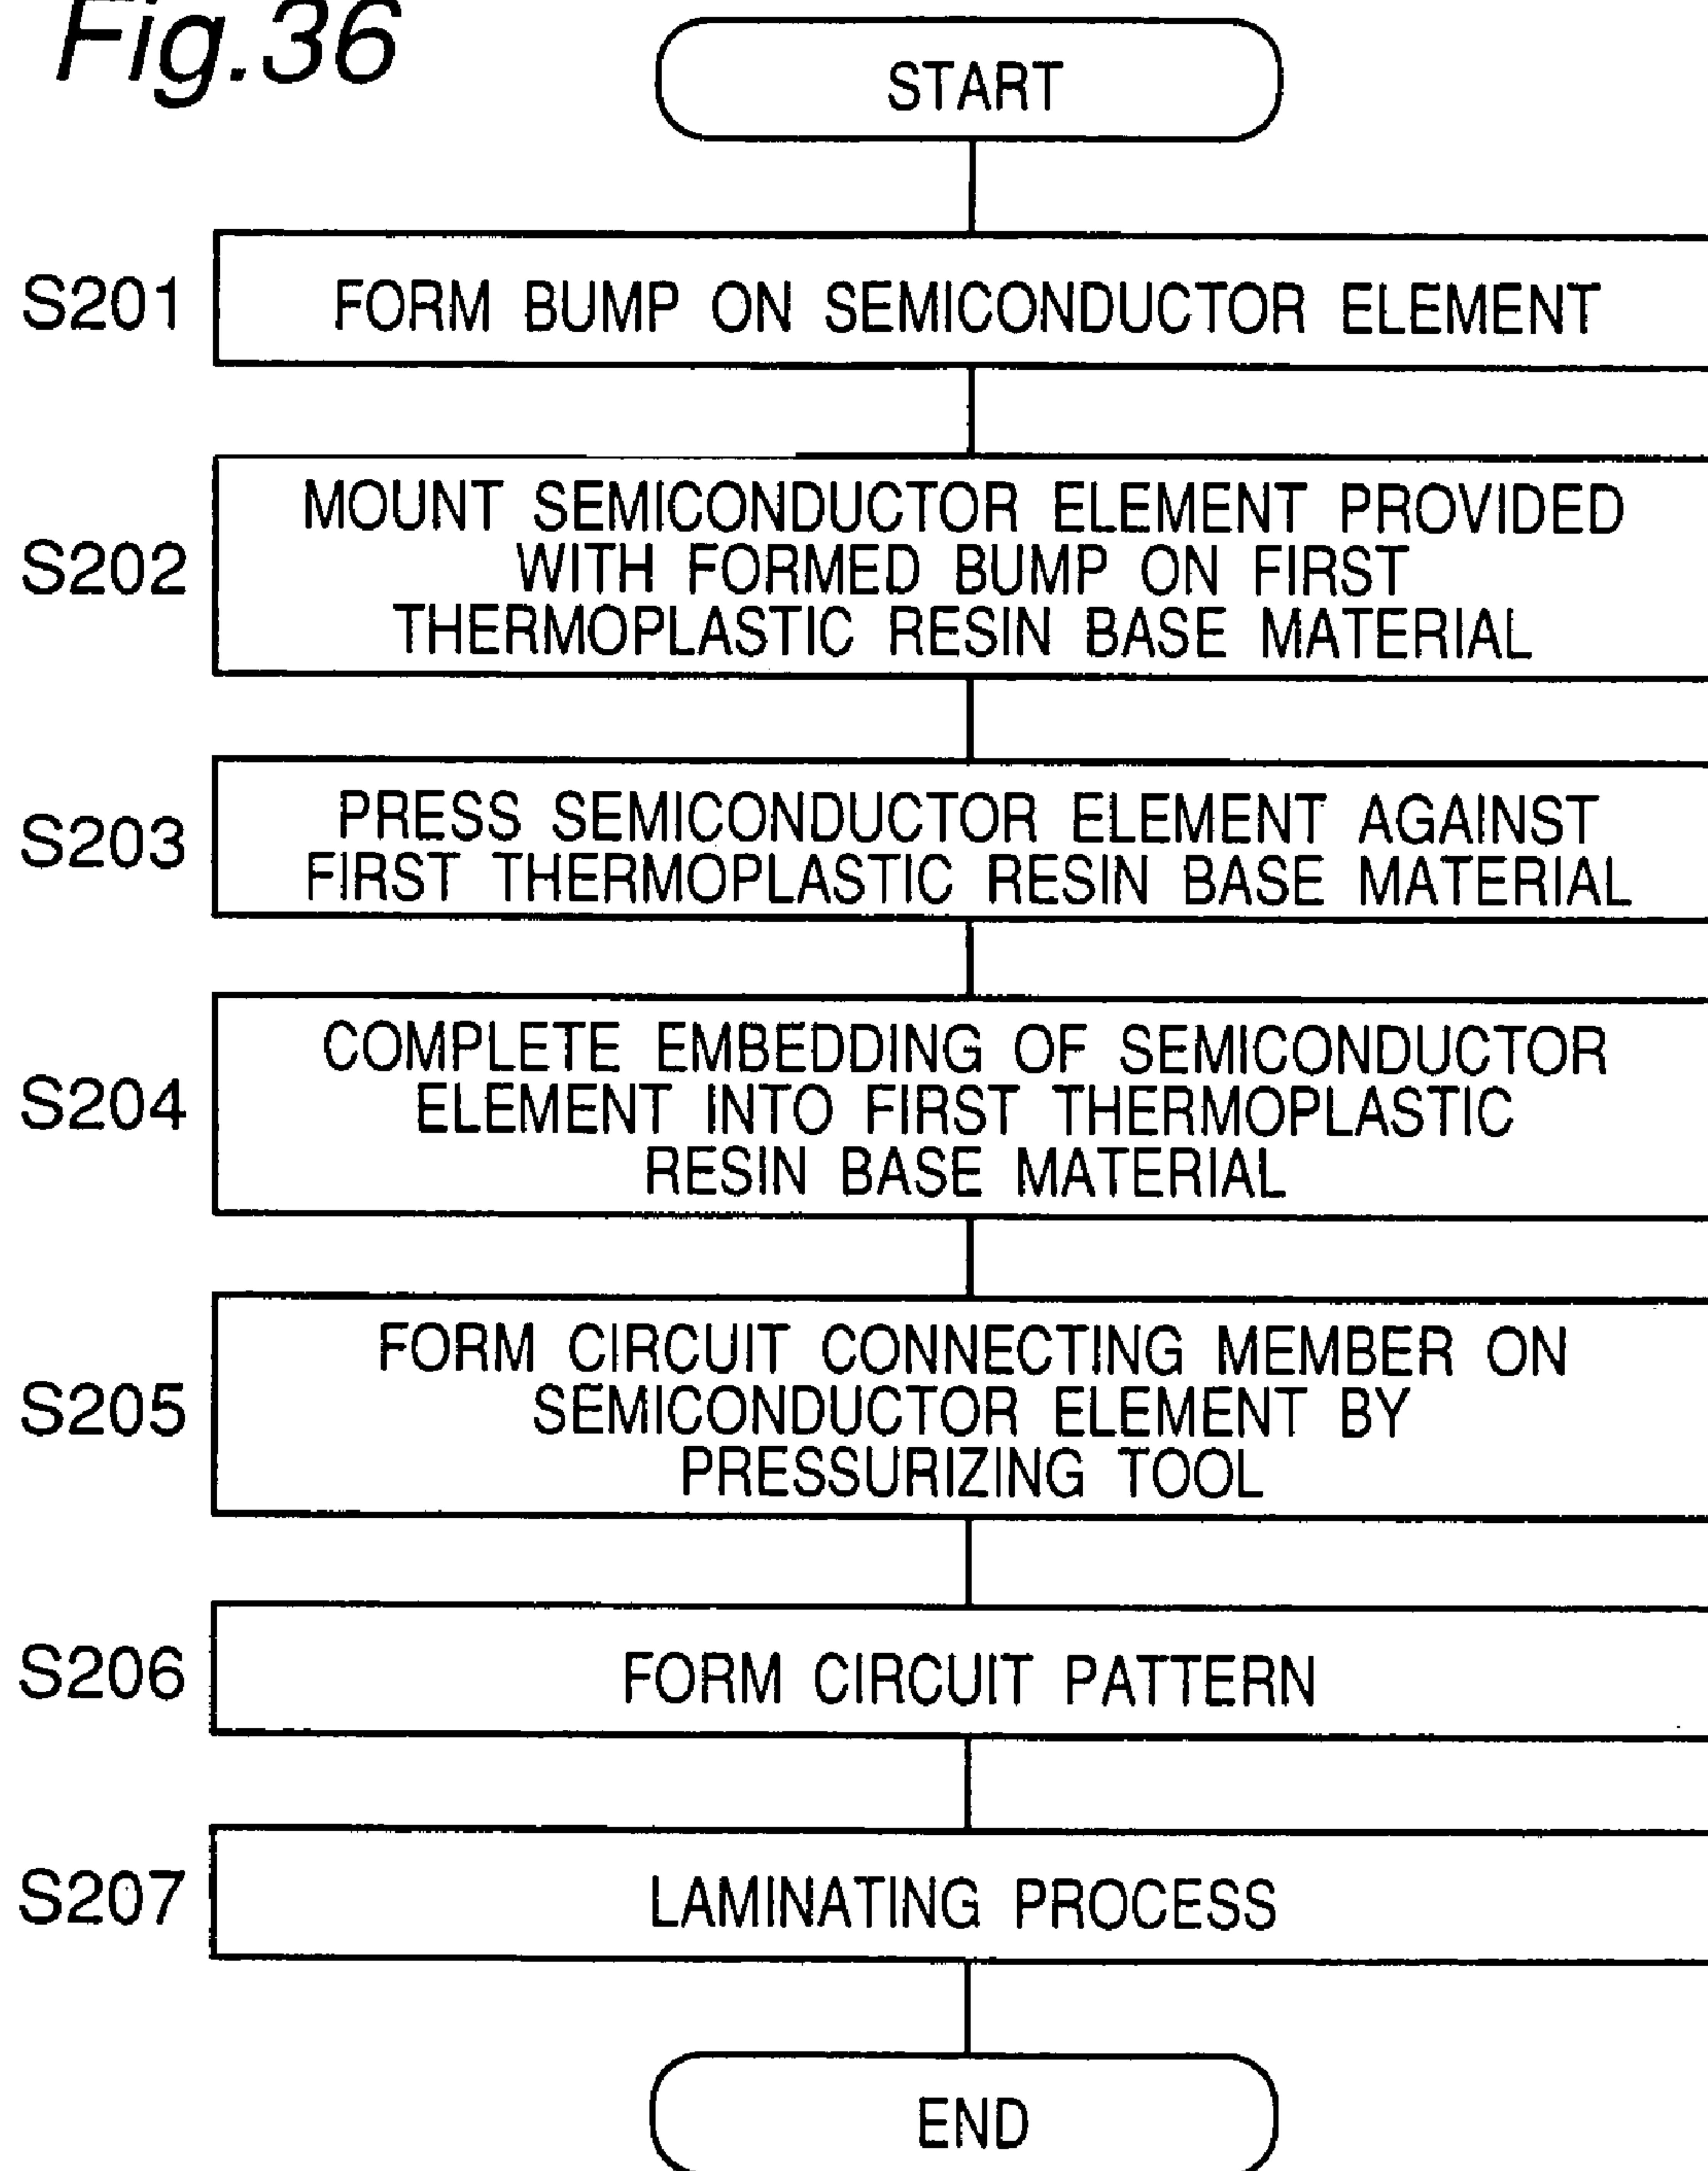 Fig.36
START
S201
FORM BUMP ON SEMICONDUCTOR ELEMENT
S202
MOUNT SEMICONDUCTOR ELEMENT PROVIDED
WITH FORMED BUMP ON FIRST
THERMOPLASTIC RESIN BASE MATERIAL
S203
PRESS SEMICONDUCTOR ELEMENT AGAINST
FIRST THERMOPLASTIC RESIN BASE MATERIAL
S204
COMPLETE EMBEDDING OF SEMICONDUCTOR
ELEMENT INTO FIRST THERMOPLASTIC
RESIN BASE MATERIAL
S205
FORM CIRCUIT CONNECTING MEMBER ON
SEMICONDUCTOR ELEMENT BY
PRESSURIZING TOOL
S206
FORM CIRCUIT PATTERN
S207
LAMINATING PROCESS
END